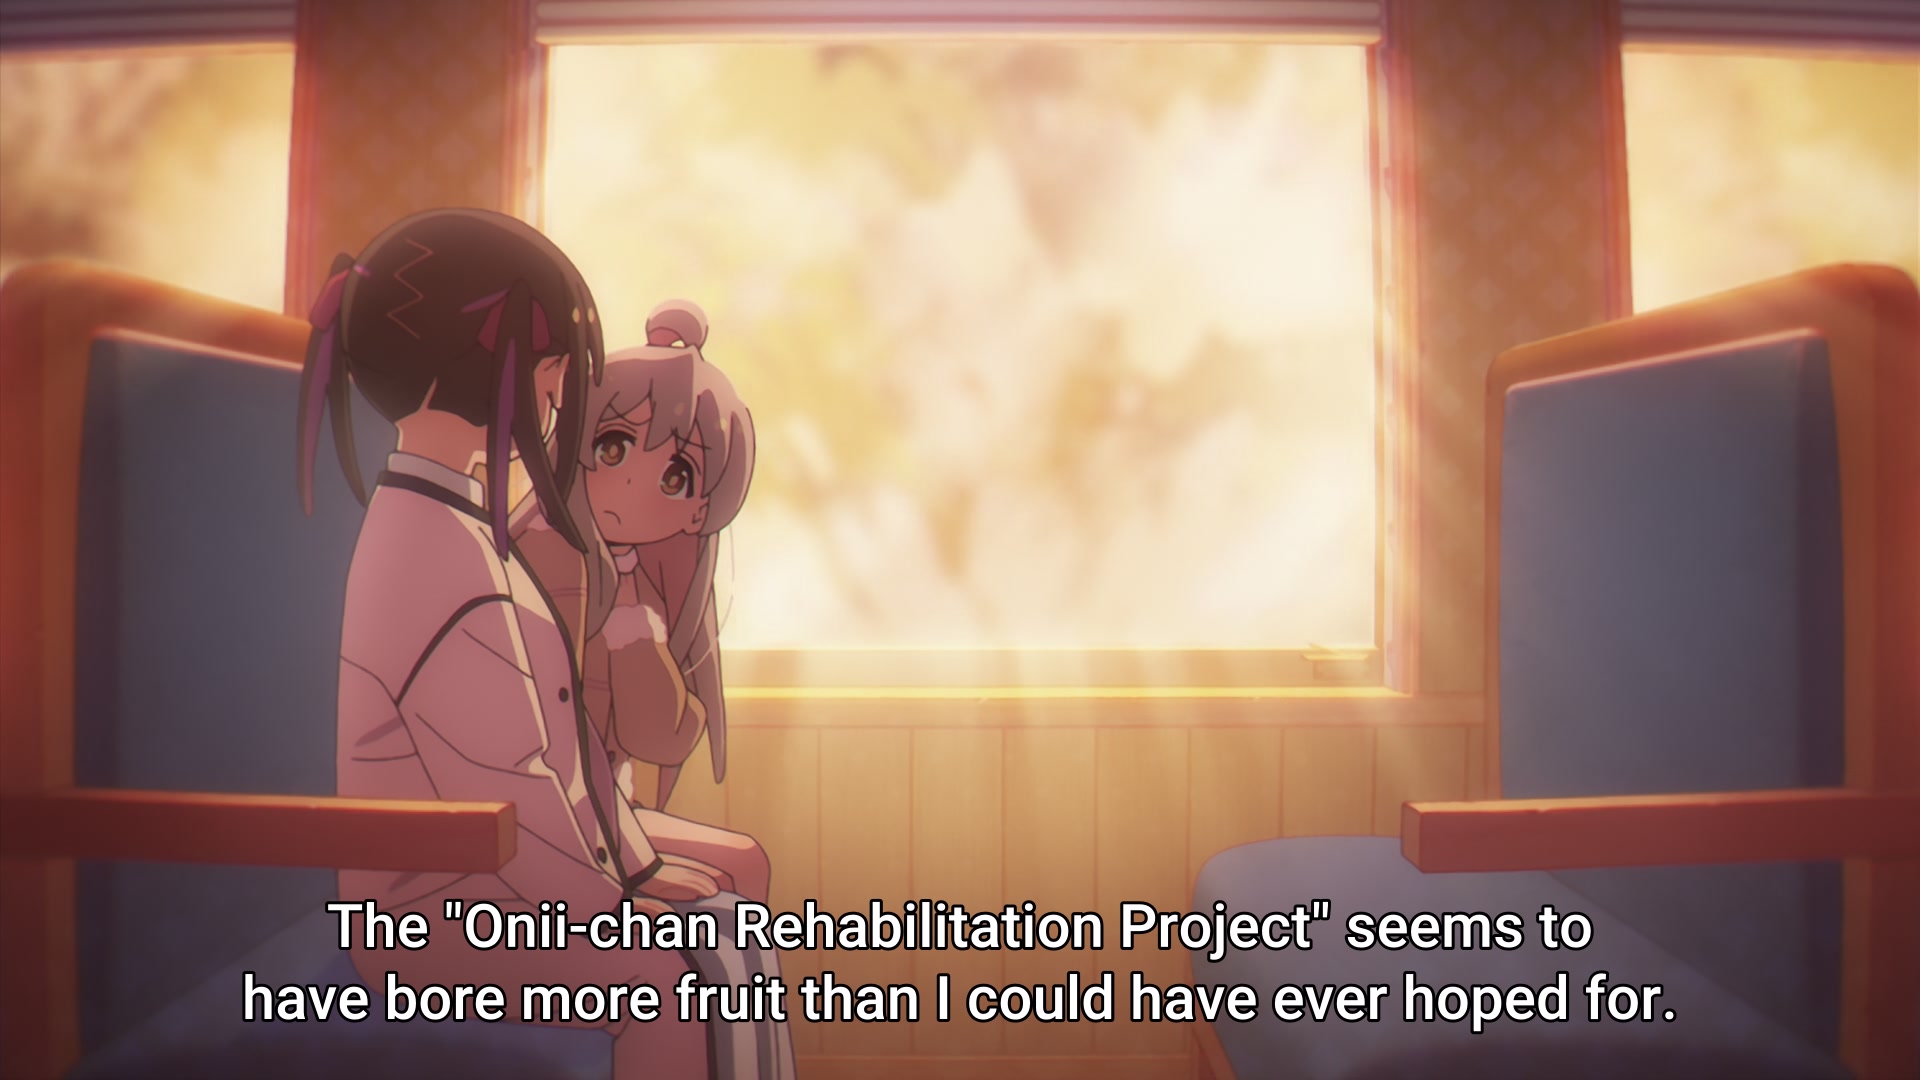 The "Onii-chan Rehabilitation Project" seems to
have bore more fruit than I could have ever hoped for.